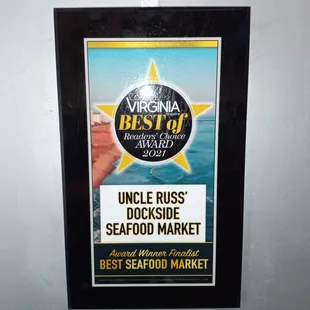 VIRGINIA
BEST of
Readers' Choice
AWARD
2021
UNCLE RUSS'
DOCKSIDE
SEAFOOD MARKET
Award Winner Finalist
BEST SEAFOOD MARKET